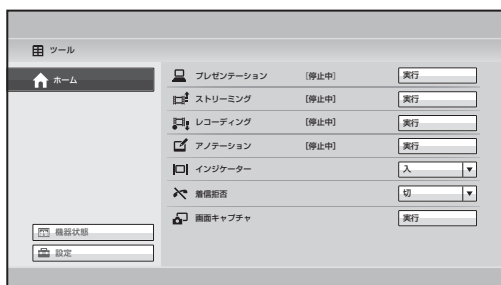 ツール
ホーム
プレゼンテーション [停止中] 実行
ストリーミング [停止中] 実行
レコーディング [停止中] 実行
アノテーション [停止中] 実行
インジケーター 入
着信拒否 切
画面キャプチャ 実行
機器状態
設定